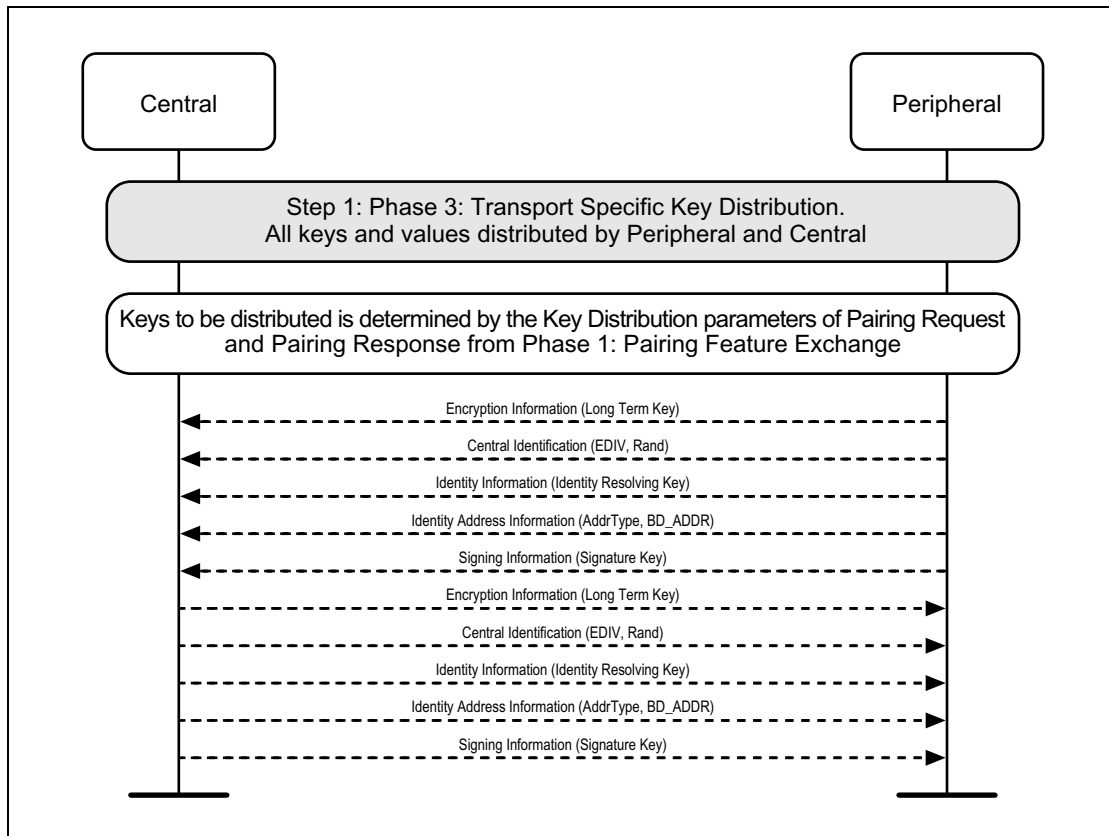 Central
Peripheral
Step 1: Phase 3: Transport Specific Key Distribution.
All keys and values distributed by Peripheral and Central
Keys to be distributed is determined by the Key Distribution parameters of Pairing Request
and Pairing Response from Phase 1: Pairing Feature Exchange
Encryption Information (Long Term Key)
Central Identification (EDIV, Rand)
Identity Information (Identity Resolving Key)
Identity Address Information (AddrType, BD_ADDR)
Signing Information (Signature Key)
Encryption Information (Long Term Key)
Central Identification (EDIV, Rand)
Identity Information (Identity Resolving Key)
Identity Address Information (AddrType, BD_ADDR)
Signing Information (Signature Key)